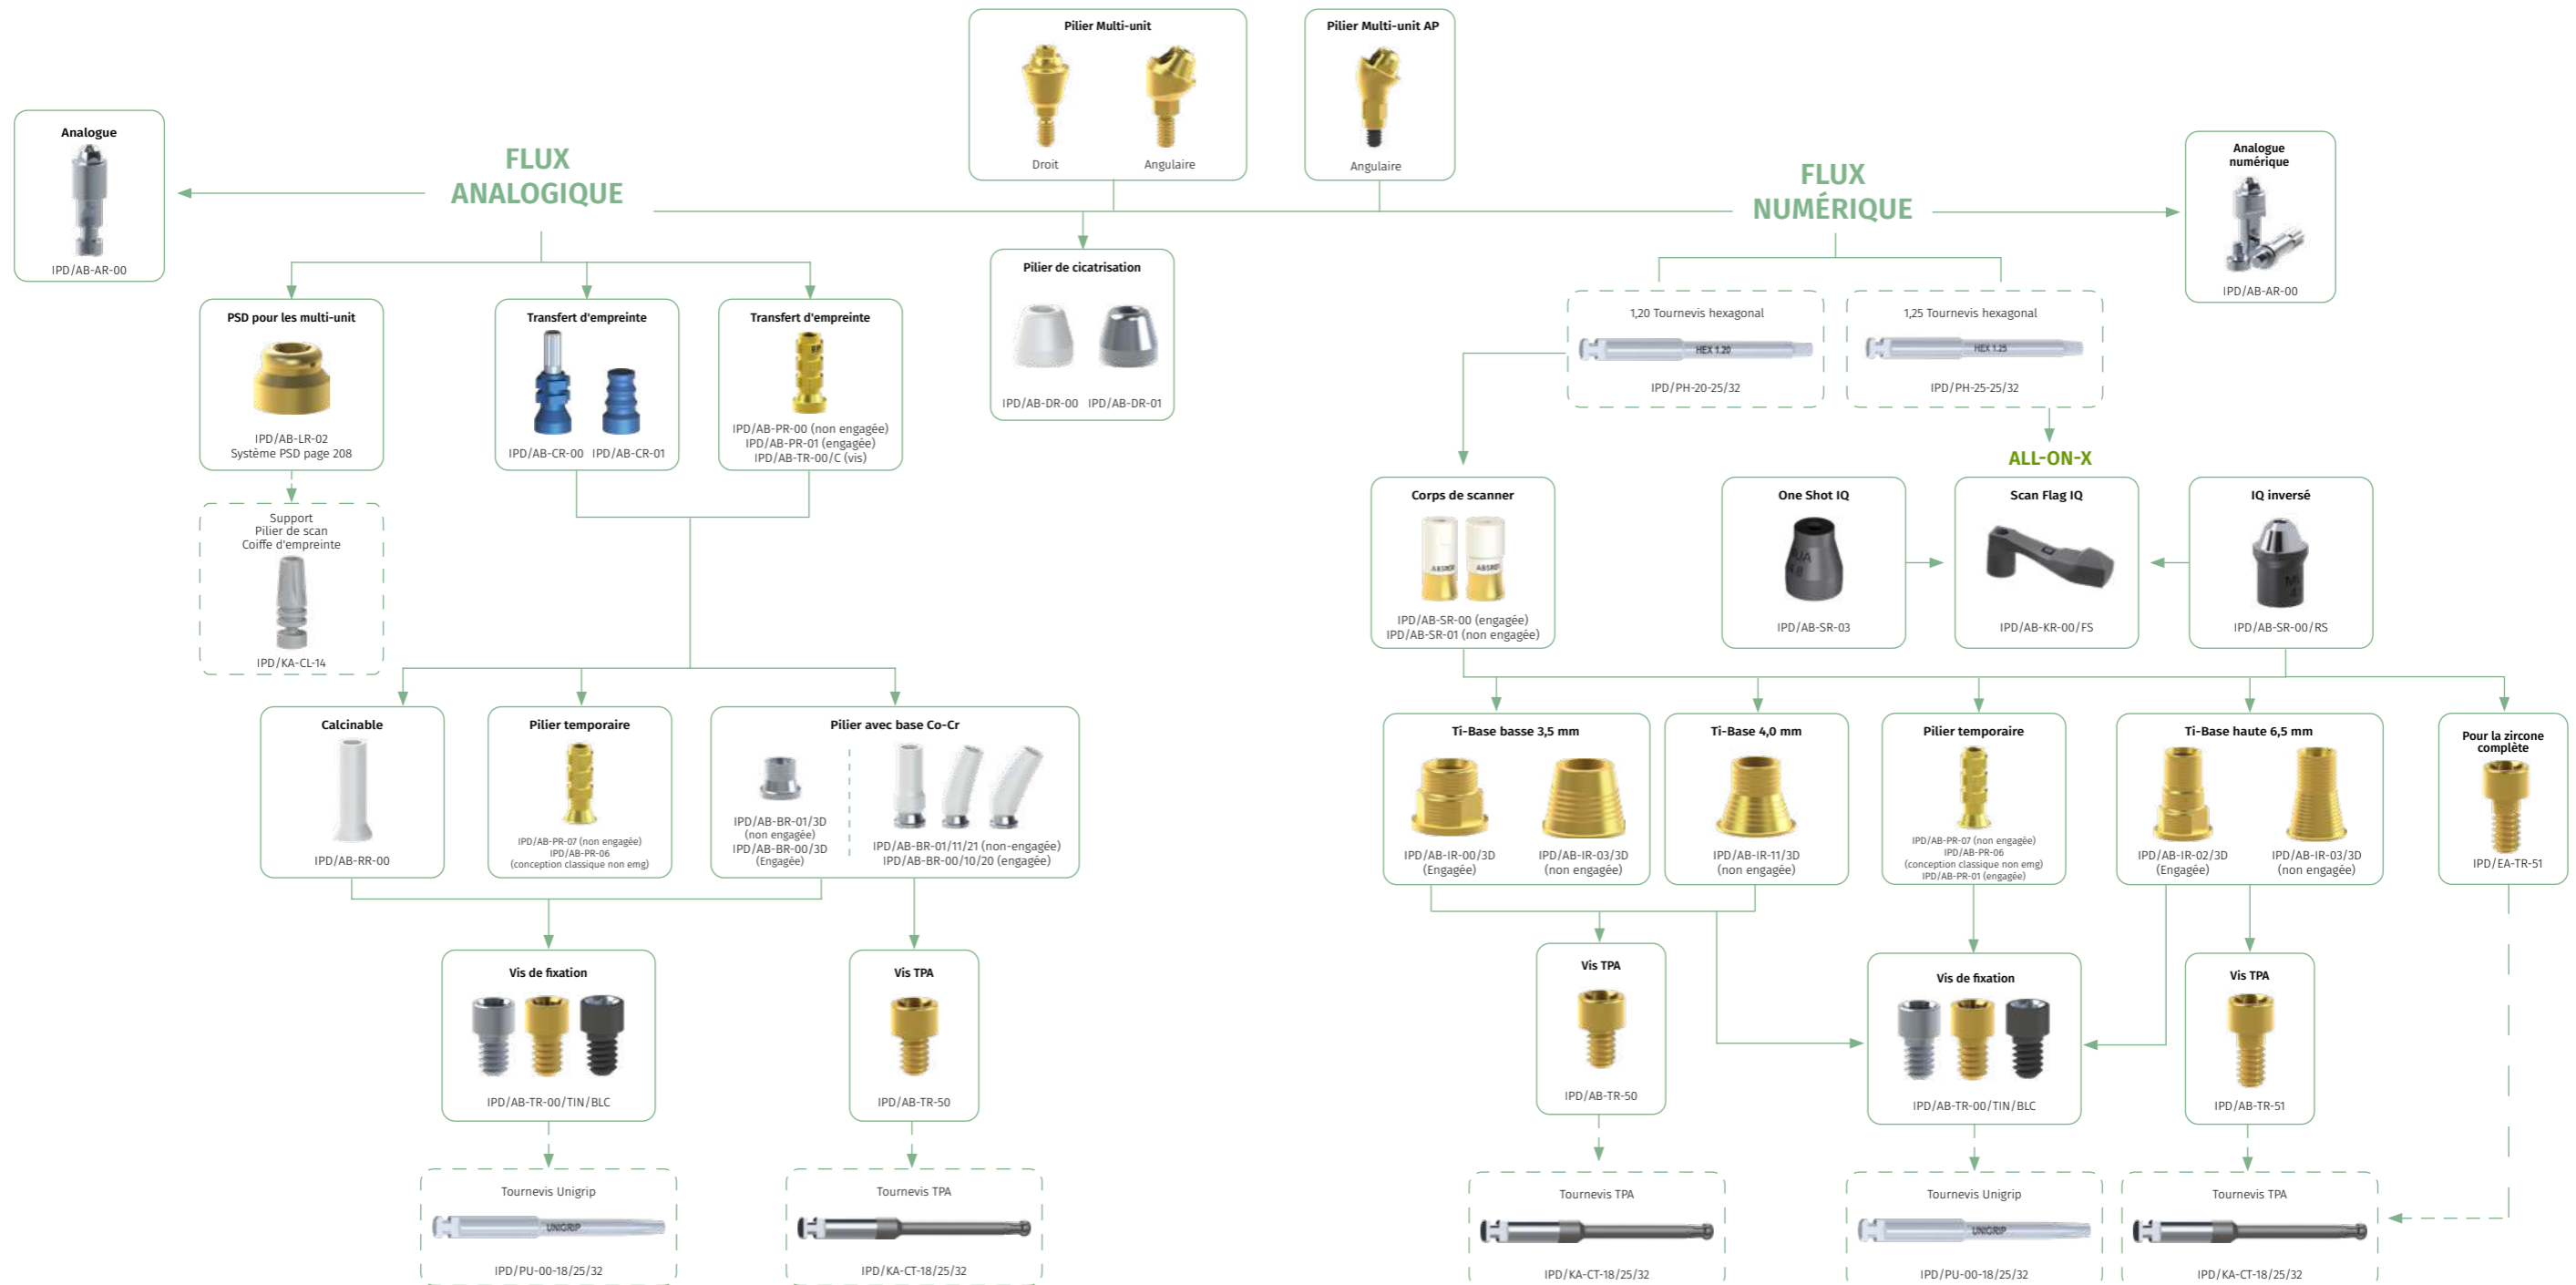 Pilier Multi-unit
Droit
Angulaire
Pilier Multi-unit AP
Angulaire
Analogue
IPD/AB-AR-00
FLUX
ANALOGIQUE
FLUX
NUMÉRIQUE
Analogue
numérique
IPD/AB-AR-00
PSD pour les multi-unit
IPD/AB-LR-02
Système PSD page 208
Transfert d'empreinte
IPD/AB-CR-00
IPD/AB-CR-01
Transfert d'empreinte
IPD/AB-PR-00 (non engagée)
IPD/AB-PR-01 (engagée)
IPD/AB-TR-00/C (vis)
Pilier de cicatrisation
IPD/AB-DR-00
IPD/AB-DR-01
1,20 Tournevis hexagonal
HEX 1.20
IPD/PH-20-25/32
1,25 Tournevis hexagonal
HEX 1.25
IPD/PH-25-25/32
ALL-ON-X
Support
Pilier de scan
Coiffe d'empreinte
IPD/KA-CL-14
Corps de scanner
IPD/AB-SR-00 (engagée)
IPD/AB-SR-01 (non engagée)
One Shot IQ
IPD/AB-SR-03
Scan Flag IQ
IPD/AB-KR-00/FS
IQ inversé
IPD/AB-SR-00/RS
Calcinable
IPD/AB-RR-00
Pilier temporaire
IPD/AB-PR-07 (non engagée)
IPD/AB-PR-06
(conception classique non emg)
Pilier avec base Co-Cr
IPD/AB-BR-01/3D
(non engagée)
IPD/AB-BR-00/3D
(Engagée)
IPD/AB-BR-01/11/21 (non-engagée)
IPD/AB-BR-00/10/20 (engagée)
Ti-Base basse 3,5 mm
IPD/AB-IR-00/3D
(Engagée)
IPD/AB-IR-03/3D
(non engagée)
Ti-Base 4,0 mm
IPD/AB-IR-11/3D
(non engagée)
Pilier temporaire
IPD/AB-PR-07 (non engagée)
IPD/AB-PR-06
(conception classique non emg)
IPD/AB-PR-01 (engagée)
Ti-Base haute 6,5 mm
IPD/AB-IR-02/3D
(Engagée)
IPD/AB-IR-03/3D
(non engagée)
Pour la zircone
complète
IPD/EA-TR-51
Vis de fixation
IPD/AB-TR-00/TIN/BLC
Vis TPA
IPD/AB-TR-50
Vis TPA
IPD/AB-TR-50
Vis de fixation
IPD/AB-TR-00/TIN/BLC
Vis TPA
IPD/AB-TR-51
Tournevis Unigrip
UNIGRIP
IPD/PU-00-18/25/32
Tournevis TPA
IPD/KA-CT-18/25/32
Tournevis TPA
IPD/KA-CT-18/25/32
Tournevis Unigrip
UNIGRIP
IPD/PU-00-18/25/32
Tournevis TPA
IPD/KA-CT-18/25/32